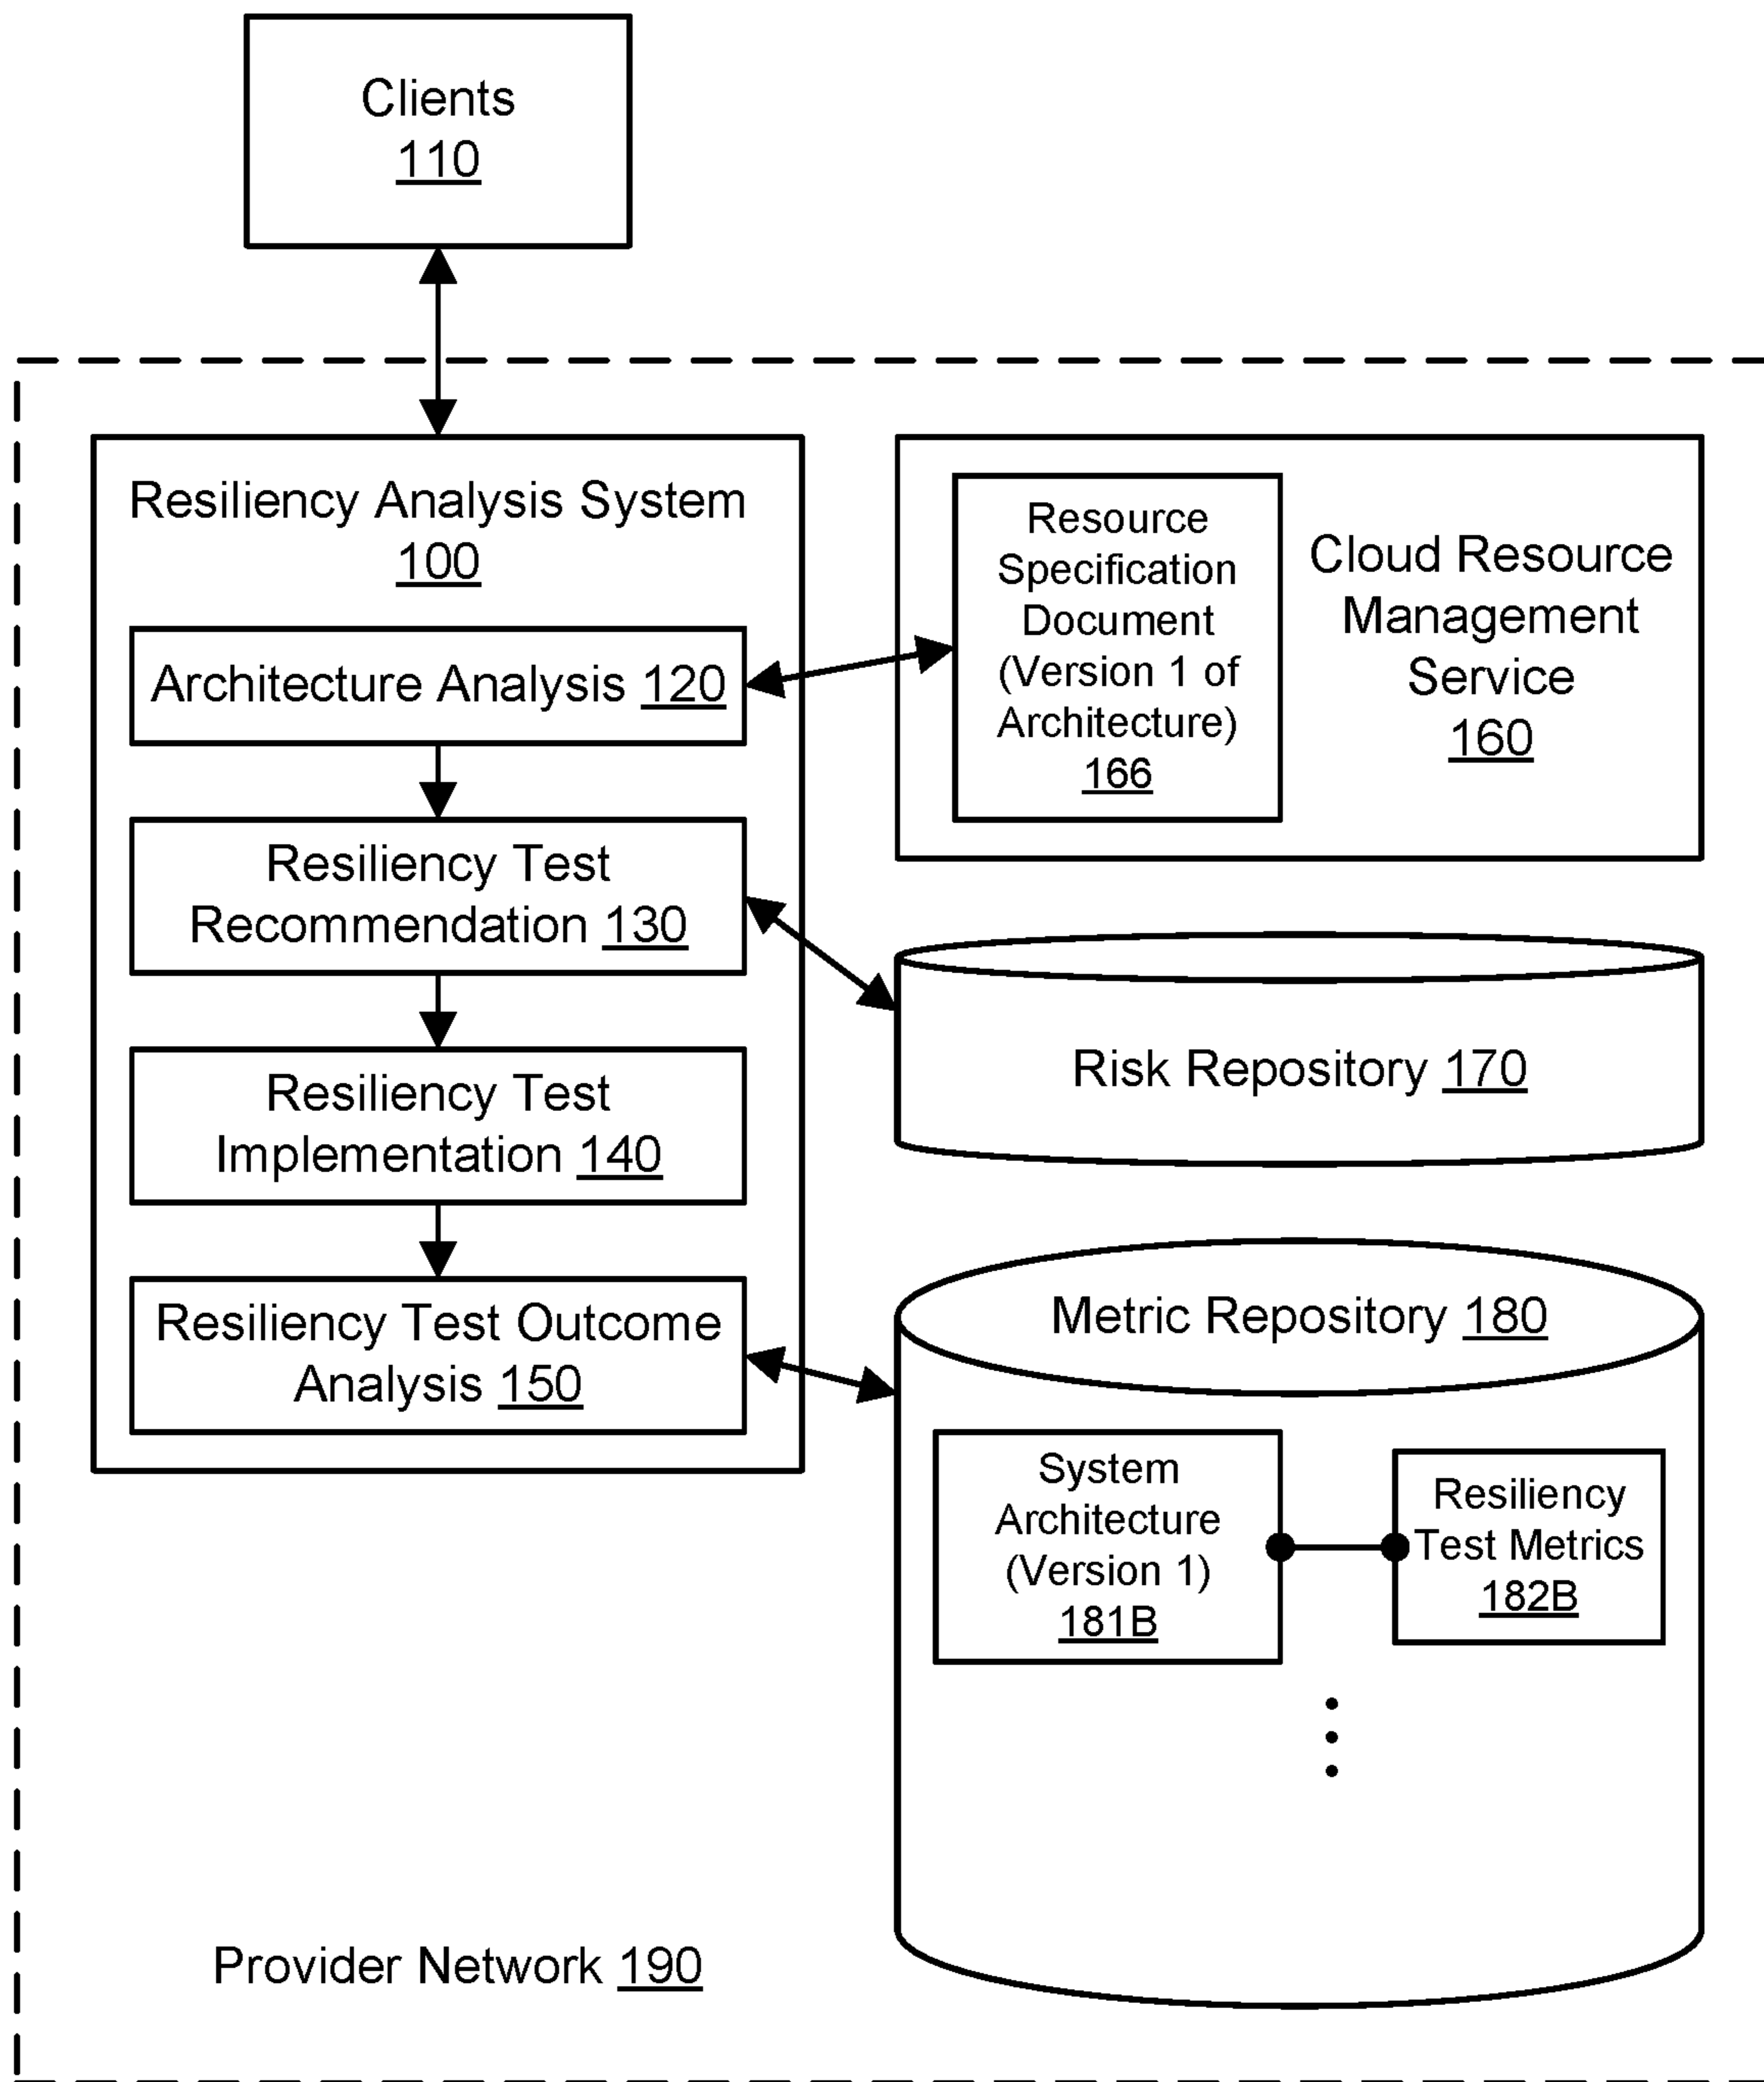 Clients
110
Resiliency Analysis System
100
Architecture Analysis 120
Resiliency Test
Recommendation 130
Resiliency Test
Implementation 140
Resiliency Test Outcome
Analysis 150
Resource
Specification
Document
(Version 1 of
Architecture)
166
Cloud Resource
Management
Service
160
Risk Repository 170
Metric Repository 180
System
Architecture
(Version 1)
181B
Resiliency
Test Metrics
182B
Provider Network 190